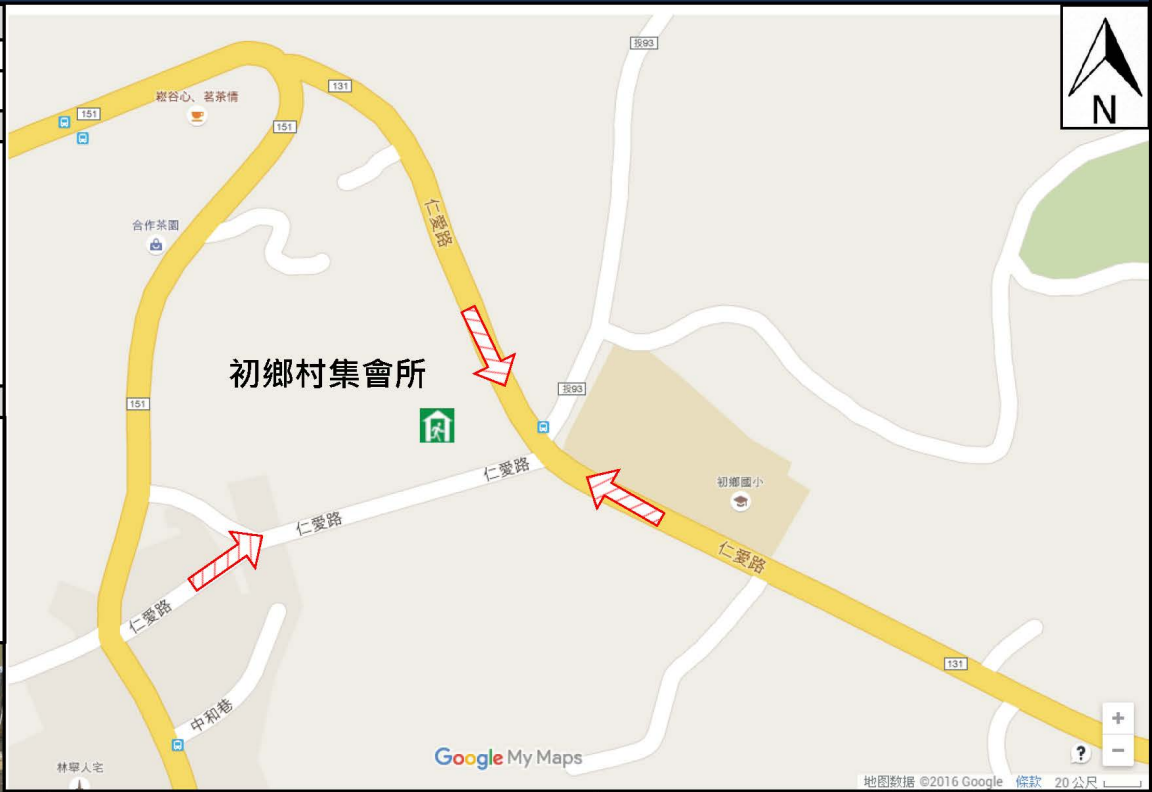 投93
N
131
崧谷心、茗茶情
151
151
仁愛路
合作茶園
初鄉村集會所
投93
151
仁愛路
初鄉國小
仁愛路
仁愛路
仁愛路
131
中和巷
林舉人宅
Google My Maps
+
−
?
地图数据 ©2016 Google 條款 20 公尺